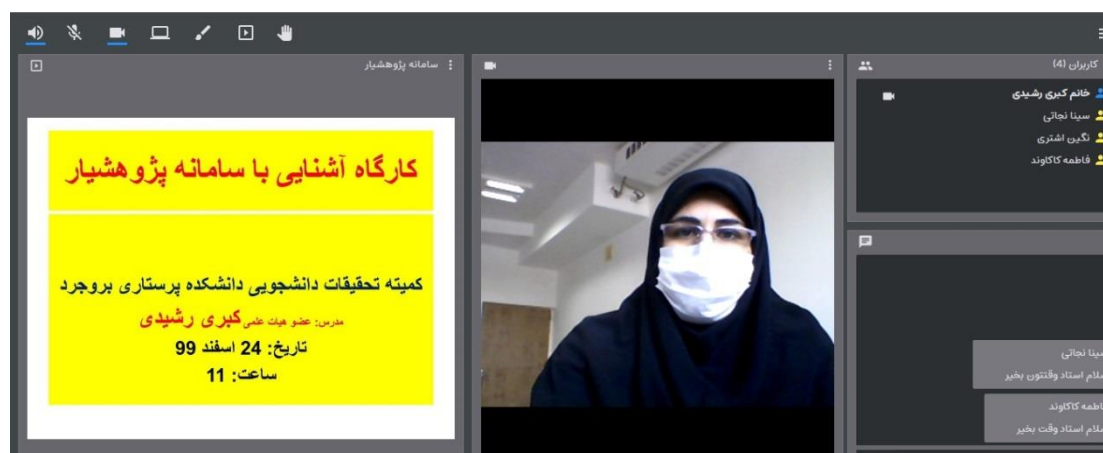 سامانه پژوهشیار
کارگاه آشنایی با سامانه پژوهشیار
کمیته تحقیقات دانشجویی دانشکده پرستاری بروجرد
مدرس: عضو هیات علمی کبری رشیدی
تاریخ: 24 اسفند 99
ساعت: 11
کاربران (4)
خانم کبری رشیدی
سینا نجاتی
نگین اشتری
فاطمه کاکاوند
سینا نجاتی
سلام استاد وقتتون بخیر
فاطمه کاکاوند
سلام استاد وقت بخیر